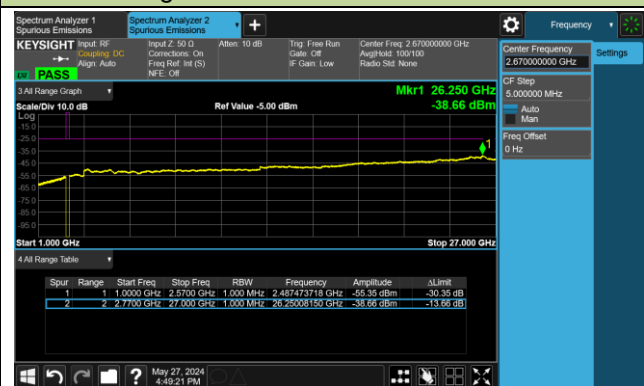 Spectrum Analyzer 1
Spurious Emissions
Spectrum Analyzer 2
Spurious Emissions
Frequency
KEYSIGHT
Input: RF
Coupling: DC
Align: Auto
Input Z: 50 Ω
Corrections: On
Freq Ref: Int (S)
NFE: Off
Atten: 10 dB
Trig: Free Run
Gate: Off
IF Gain: Low
Center Freq: 2.670000000 GHz
Avg|Hold: 100/100
Radio Std: None
PASS
Center Frequency
2.670000000 GHz
Settings
CF Step
5.000000 MHz
Auto
Man
Freq Offset
0 Hz
3 All Range Graph
Mkr1 26.250 GHz
Scale/Div 10.0 dB
Ref Value -5.00 dBm
-38.66 dBm
Log
-15.0
-25.0
-35.0
-45.0
-55.0
-65.0
-75.0
-85.0
-95.0
1
Start 1.000 GHz
Stop 27.000 GHz
4 All Range Table
Spur Range Start Freq Stop Freq RBW Frequency Amplitude ΔLimit
1 1 1.0000 GHz 2.5700 GHz 1.000 MHz 2.487473718 GHz -55.35 dBm -30.35 dB
2 2 2.7700 GHz 27.000 GHz 1.000 MHz 26.25008150 GHz -38.66 dBm -13.66 dB
May 27, 2024
4:49:21 PM